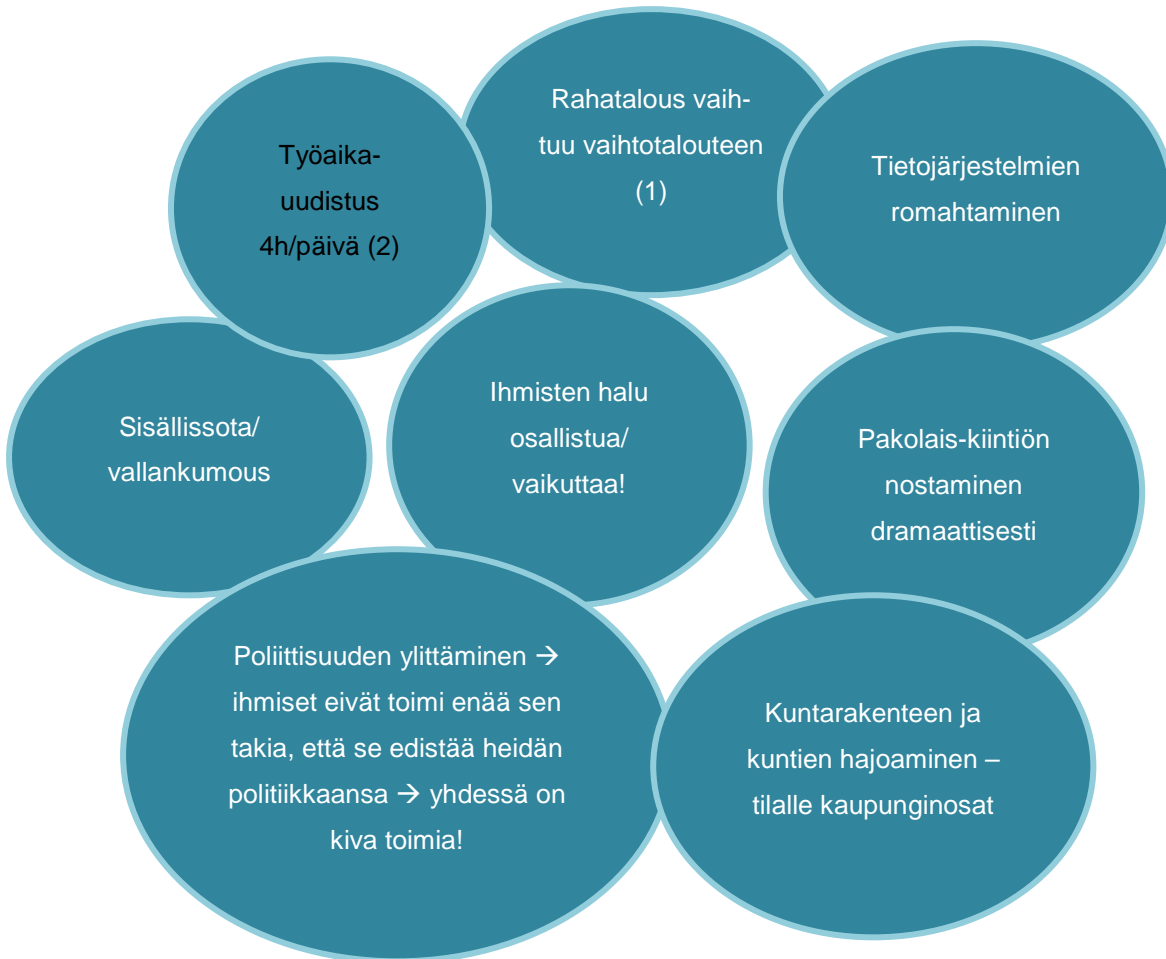 Rahatalous vaih-
tuu vaihtotalouteen
(1)
Työaika-
uudistus
4h/päivä (2)
Tietojärjestelmien
romahtaminen
Sisällissota/
vallankumous
Ihmisten halu
osallistua/
vaikuttaa!
Pakolais-kiintiön
nostaminen
dramaattisesti
Poliittisuuden ylittäminen →
ihmiset eivät toimi enää sen
takia, että se edistää heidän
politiikkaansa → yhdessä on
kiva toimia!
Kuntarakenteen ja
kuntien hajoaminen –
tilalle kaupunginosat